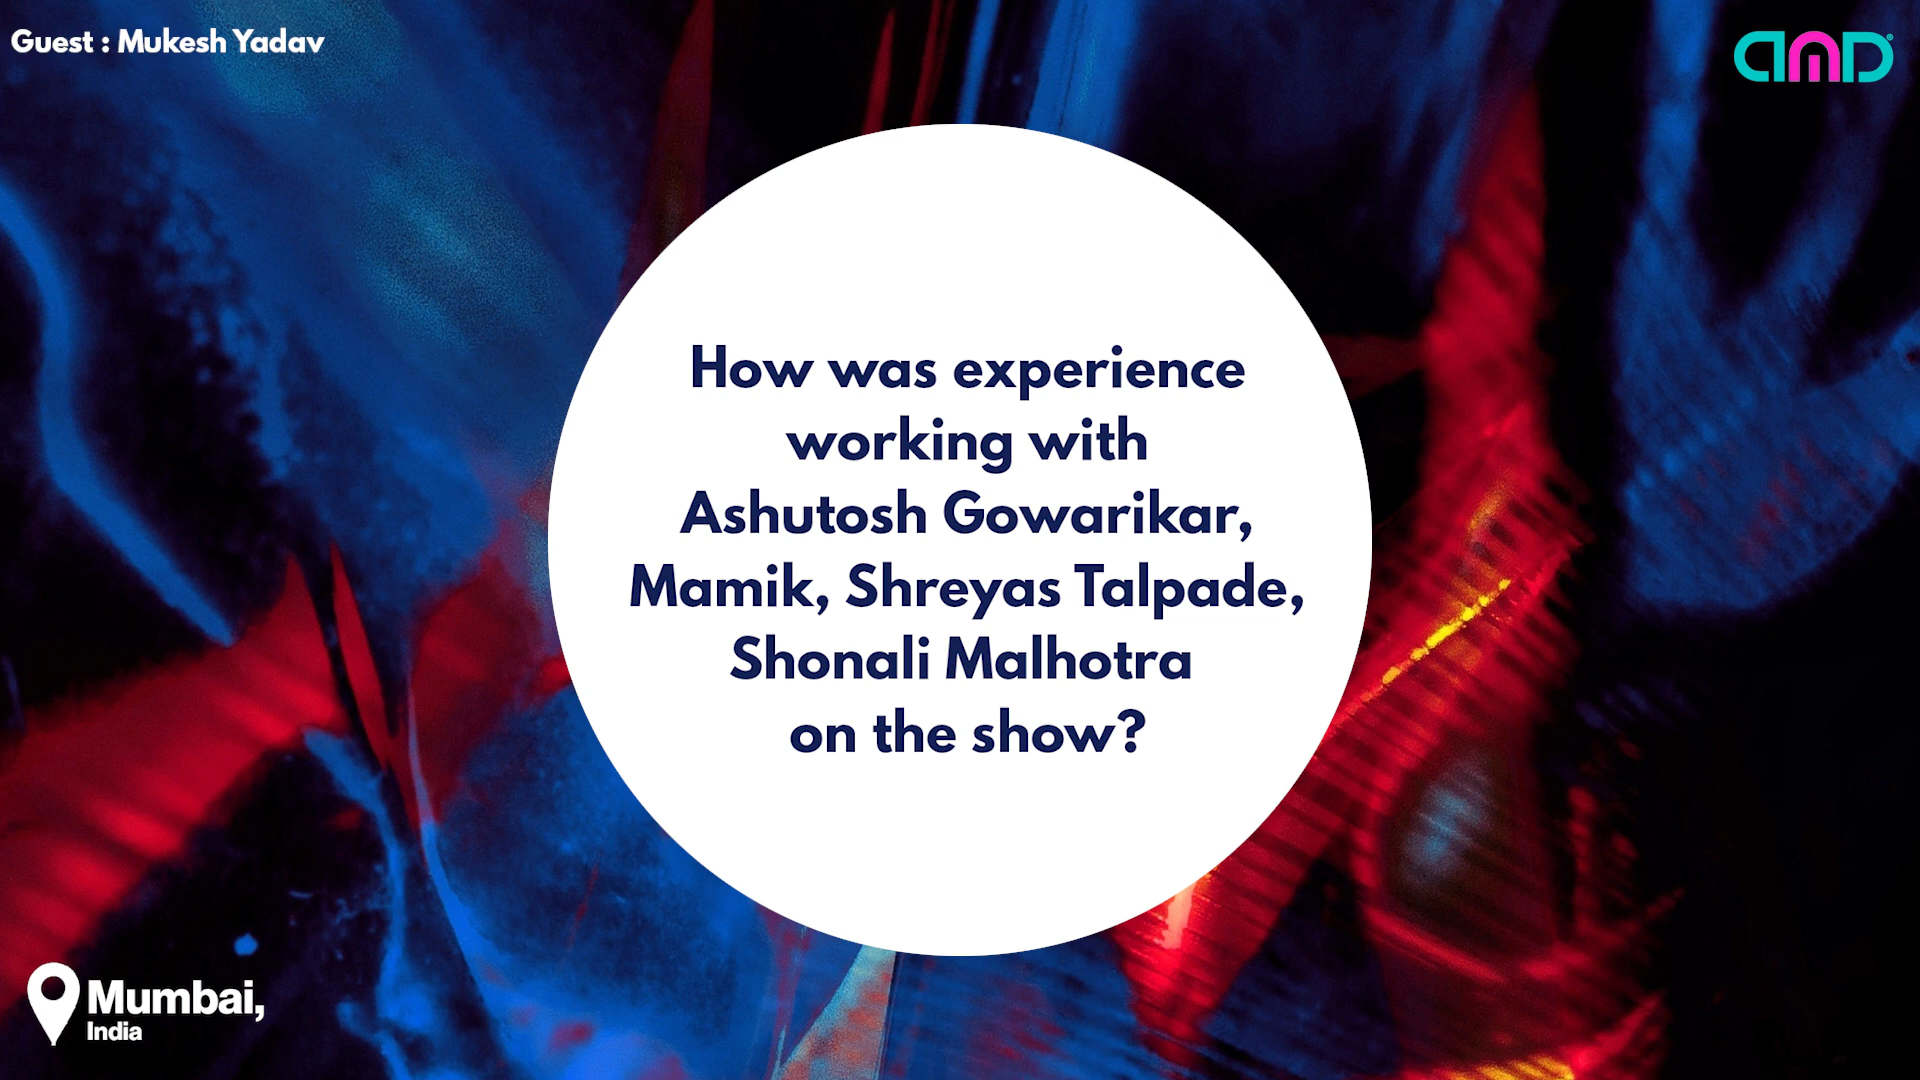 Guest : Mukesh Yadav
AMD
How was experience
working with
Ashutosh Gowarikar,
Mamik, Shreyas Talpade,
Shonali Malhotra
on the show?
Mumbai,
India